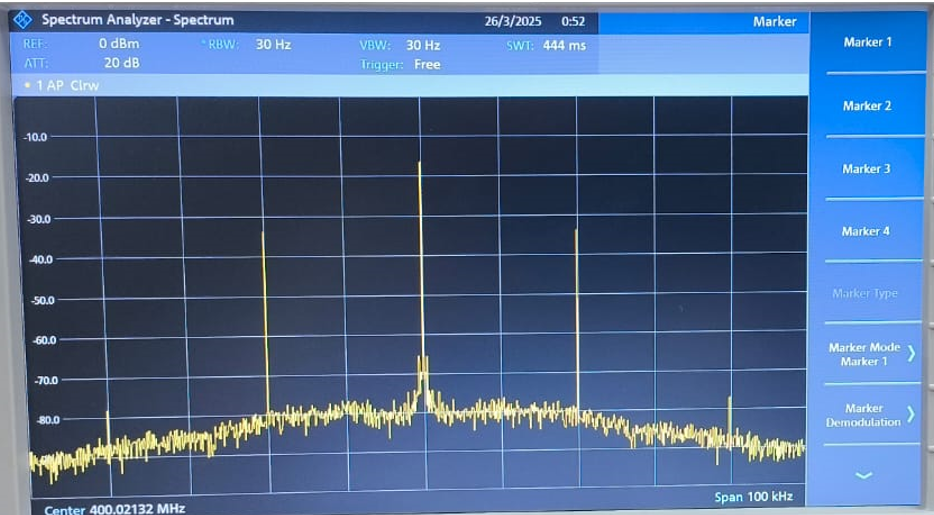 Spectrum Analyzer - Spectrum 26/3/2025 0:52 Marker
REF: 0 dBm *RBW: 30 Hz VBW: 30 Hz SWT: 444 ms
ATT: 20 dB Trigger: Free
1 AP Clrw
-10.0
-20.0
-30.0
-40.0
-50.0
-60.0
-70.0
-80.0
Center 400.02132 MHz Span 100 kHz
Marker 1
Marker 2
Marker 3
Marker 4
Marker Type
Marker Mode
Marker 1
Marker
Demodulation